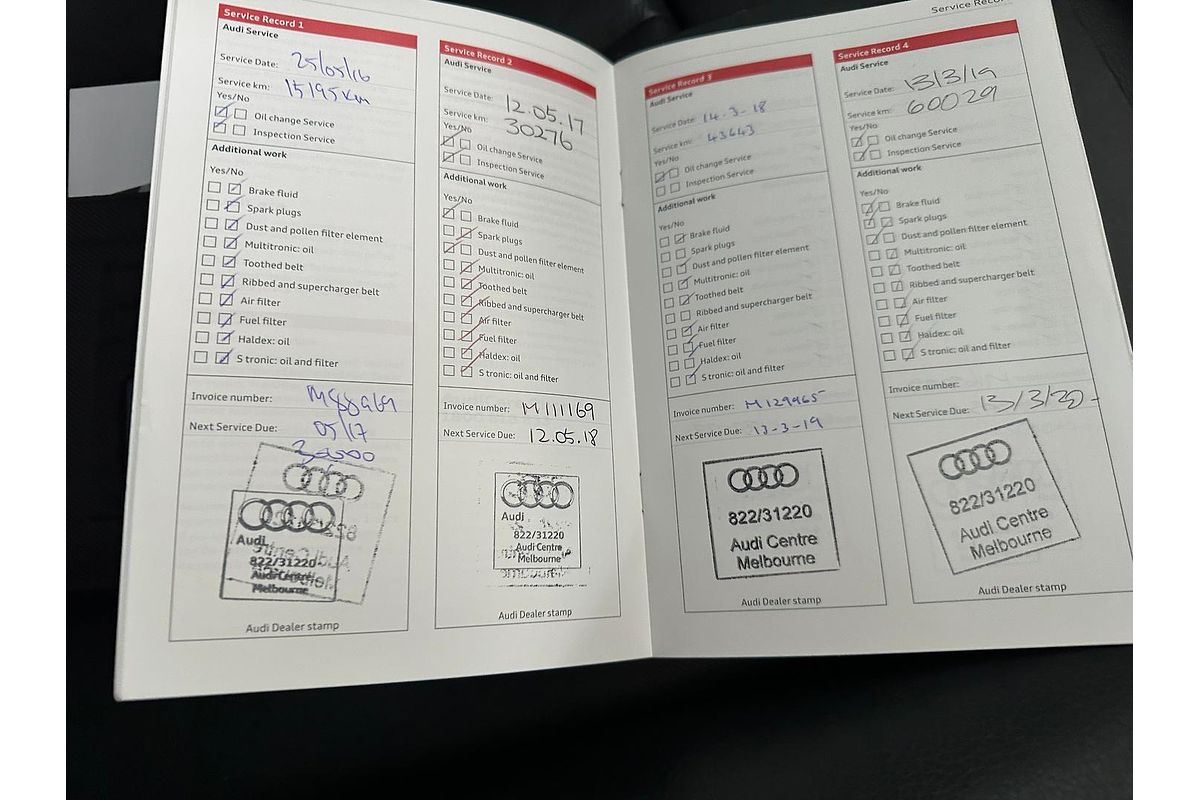 Service Record 1
Audi Service
Service Date: 25/05/16
Service km: 15195km
Yes/No
Oil change Service
Inspection Service
Additional work
Yes/No
Brake fluid
Spark plugs
Dust and pollen filter element
Multitronic: oil
Toothed belt
Ribbed and supercharger belt
Air filter
Fuel filter
Haldex: oil
S tronic: oil and filter
Invoice number:
Next Service Due: 05/17
Audi
822/31220
Audi Centre
Melbourne
Audi Dealer stamp
Service Record 2
Audi Service
Service Date: 12.05.17
Service km: 30276
Yes/No
Oil change Service
Inspection Service
Additional work
Yes/No
Brake fluid
Spark plugs
Dust and pollen filter element
Multitronic: oil
Toothed belt
Ribbed and supercharger belt
Air filter
Fuel filter
Haldex: oil
S tronic: oil and filter
Invoice number: M111169
Next Service Due: 12.05.18
Audi
822/31220
Audi Centre
Melbourne
Audi Dealer stamp
Service Record 3
Audi Service
Service Date: 14-3-18
Service km: 43643
Yes/No
Oil change Service
Inspection Service
Additional work
Yes/No
Brake fluid
Spark plugs
Dust and pollen filter element
Multitronic: oil
Toothed belt
Ribbed and supercharger belt
Air filter
Fuel filter
Haldex: oil
S tronic: oil and filter
Invoice number: M129965
Next Service Due: 13-3-19
822/31220
Audi Centre
Melbourne
Audi Dealer stamp
Service Record 4
Audi Service
Service Date: 13/3/19
Service km: 60029
Yes/No
Oil change Service
Inspection Service
Additional work
Yes/No
Brake fluid
Spark plugs
Dust and pollen filter element
Multitronic: oil
Toothed belt
Ribbed and supercharger belt
Air filter
Fuel filter
Haldex: oil
S tronic: oil and filter
Invoice number:
Next Service Due: 13/3/20-
822/31220
Audi Centre
Melbourne
Audi Dealer stamp